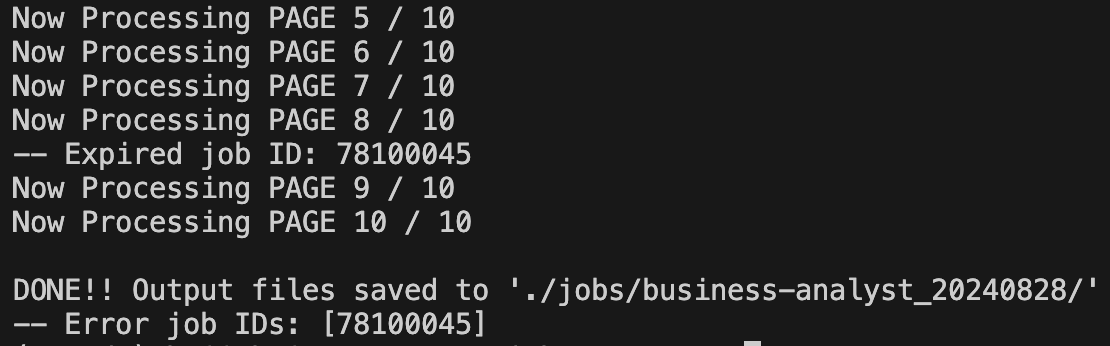 Now Processing PAGE 5 / 10
Now Processing PAGE 6 / 10
Now Processing PAGE 7 / 10
Now Processing PAGE 8 / 10
-- Expired job ID: 78100045
Now Processing PAGE 9 / 10
Now Processing PAGE 10 / 10
DONE!! Output files saved to './jobs/business-analyst_20240828/'
-- Error job IDs: [78100045]